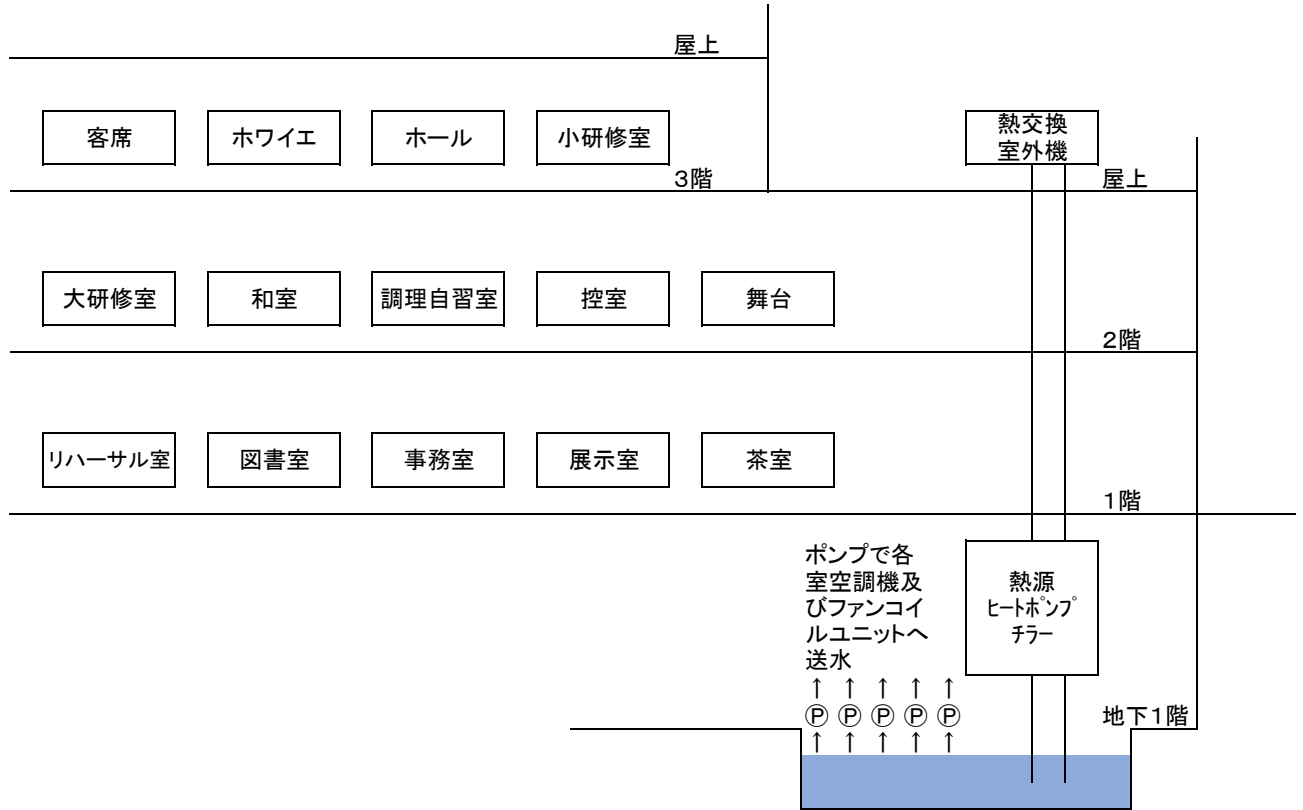 屋上
客席
ホワイエ
ホール
小研修室
熱交換
室外機
3階
屋上
大研修室
和室
調理自習室
控室
舞台
2階
リハーサル室
図書室
事務室
展示室
茶室
1階
ポンプで各
室空調機及
びファンコイ
ルユニットへ
送水
熱源
ﾋｰﾄﾎﾟﾝﾌﾟ
ﾁﾗｰ
↑ ↑ ↑ ↑ ↑
Ⓟ Ⓟ Ⓟ Ⓟ Ⓟ
↑ ↑ ↑ ↑ ↑
地下1階